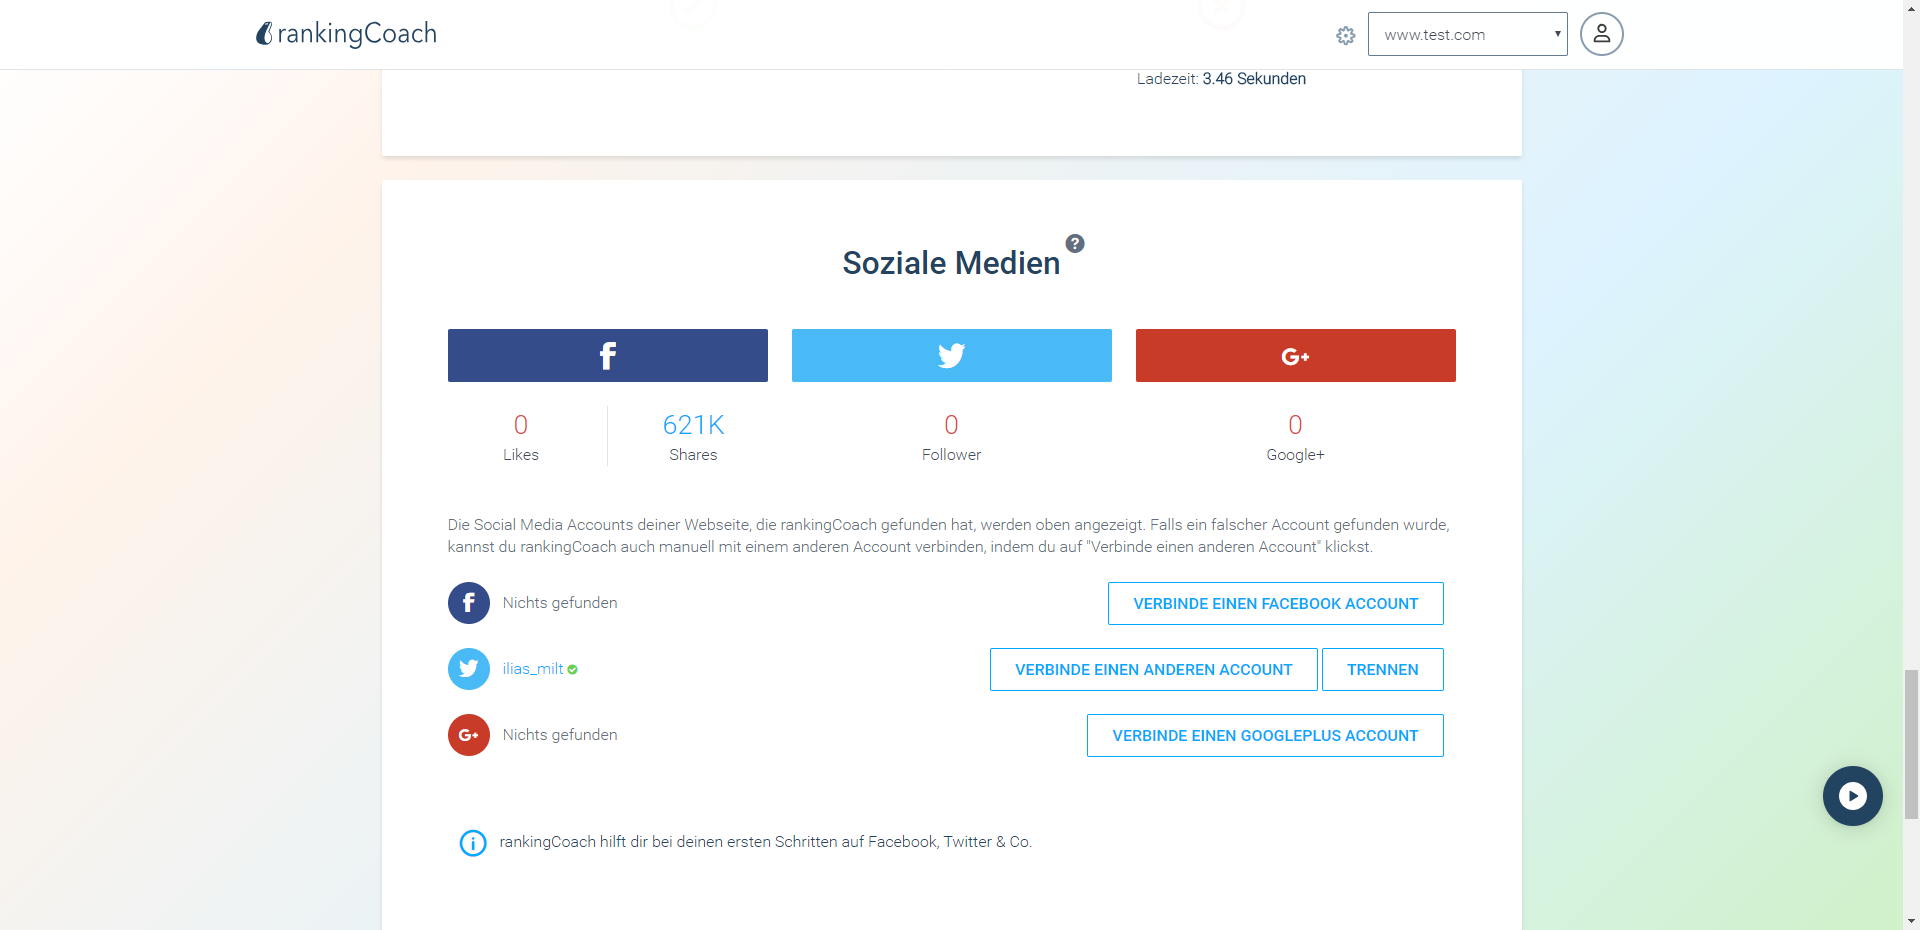 rankingCoach
www.test.com
Ladezeit: 3.46 Sekunden
Soziale Medien
0
Likes
621K
Shares
0
Follower
0
Google+
Die Social Media Accounts deiner Webseite, die rankingCoach gefunden hat, werden oben angezeigt. Falls ein falscher Account gefunden wurde,
kannst du rankingCoach auch manuell mit einem anderen Account verbinden, indem du auf "Verbinde einen anderen Account" klickst.
Nichts gefunden
VERBINDE EINEN FACEBOOK ACCOUNT
ilias_milt
VERBINDE EINEN ANDEREN ACCOUNT
TRENNEN
Nichts gefunden
VERBINDE EINEN GOOGLEPLUS ACCOUNT
rankingCoach hilft dir bei deinen ersten Schritten auf Facebook, Twitter & Co.